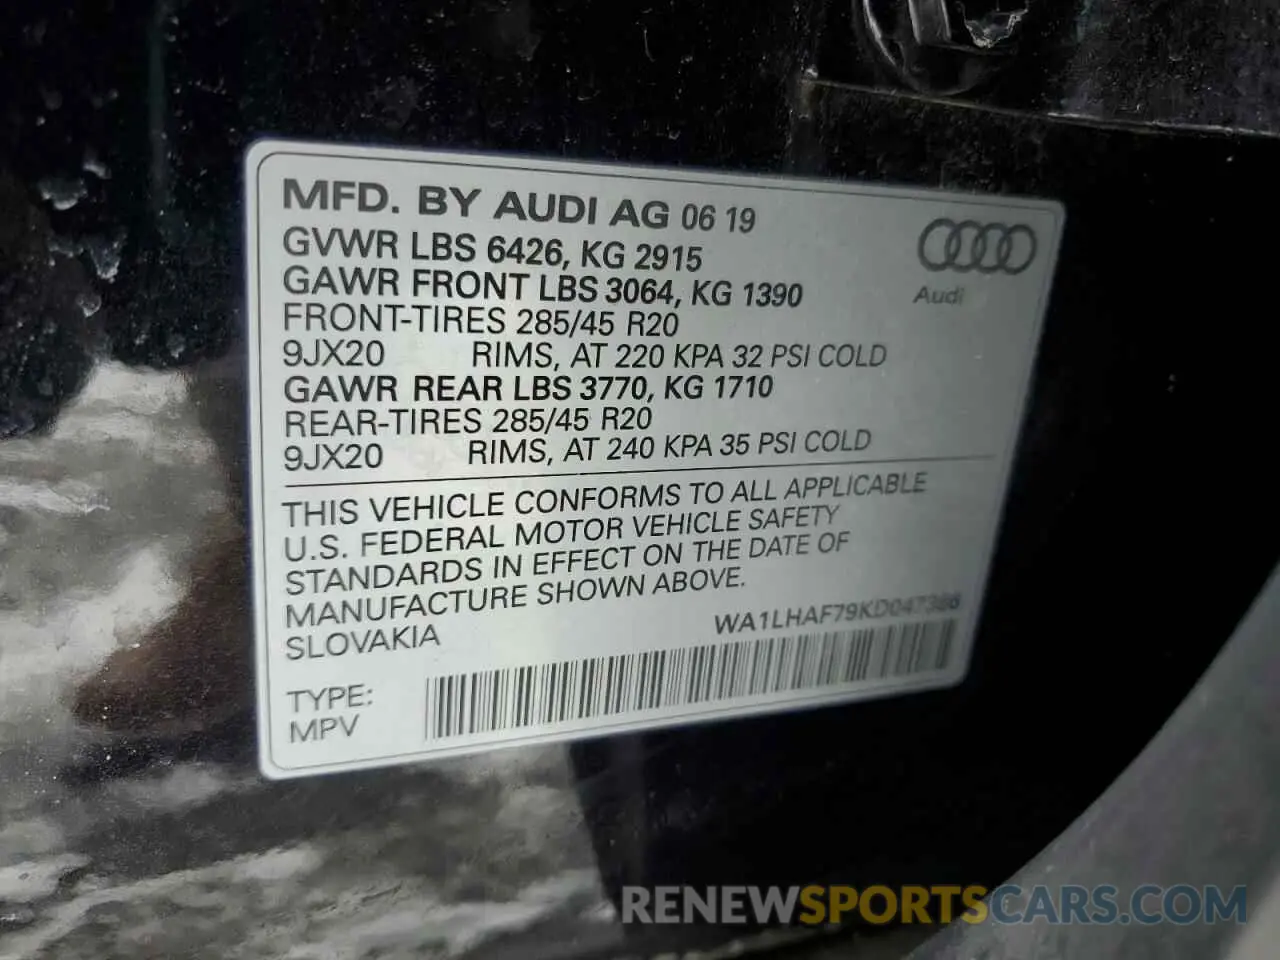 MFD. BY AUDI AG 06 19
GVWR LBS 6426, KG 2915
GAWR FRONT LBS 3064, KG 1390
FRONT-TIRES 285/45 R20
9JX20 RIMS, AT 220 KPA 32 PSI COLD
GAWR REAR LBS 3770, KG 1710
REAR-TIRES 285/45 R20
9JX20 RIMS, AT 240 KPA 35 PSI COLD
Audi
THIS VEHICLE CONFORMS TO ALL APPLICABLE
U.S. FEDERAL MOTOR VEHICLE SAFETY
STANDARDS IN EFFECT ON THE DATE OF
MANUFACTURE SHOWN ABOVE.
SLOVAKIA
WA1LHAF79KD047386
TYPE:
MPV
RENEWSPORTSCARS.COM